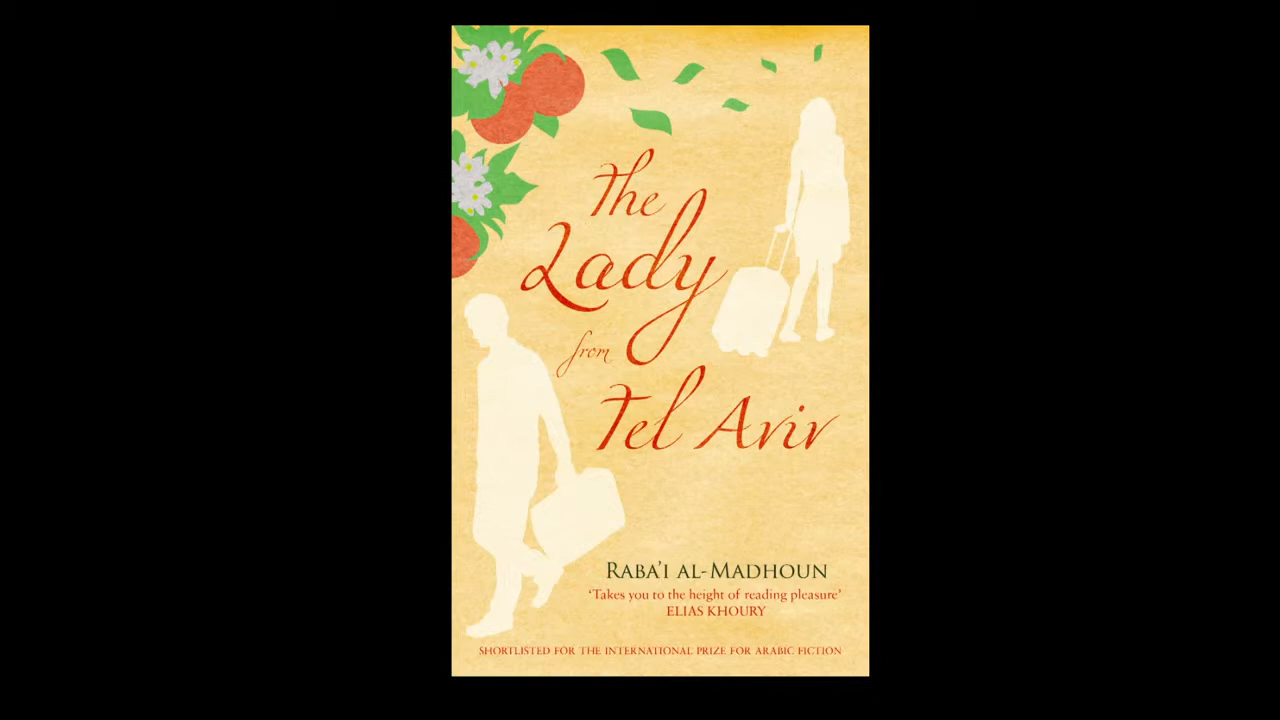 The
Lady
from
Tel Aviv
RABA'I AL-MADHOUN
'Takes you to the height of reading pleasure'
ELIAS KHOURY
SHORTLISTED FOR THE INTERNATIONAL PRIZE FOR ARABIC FICTION